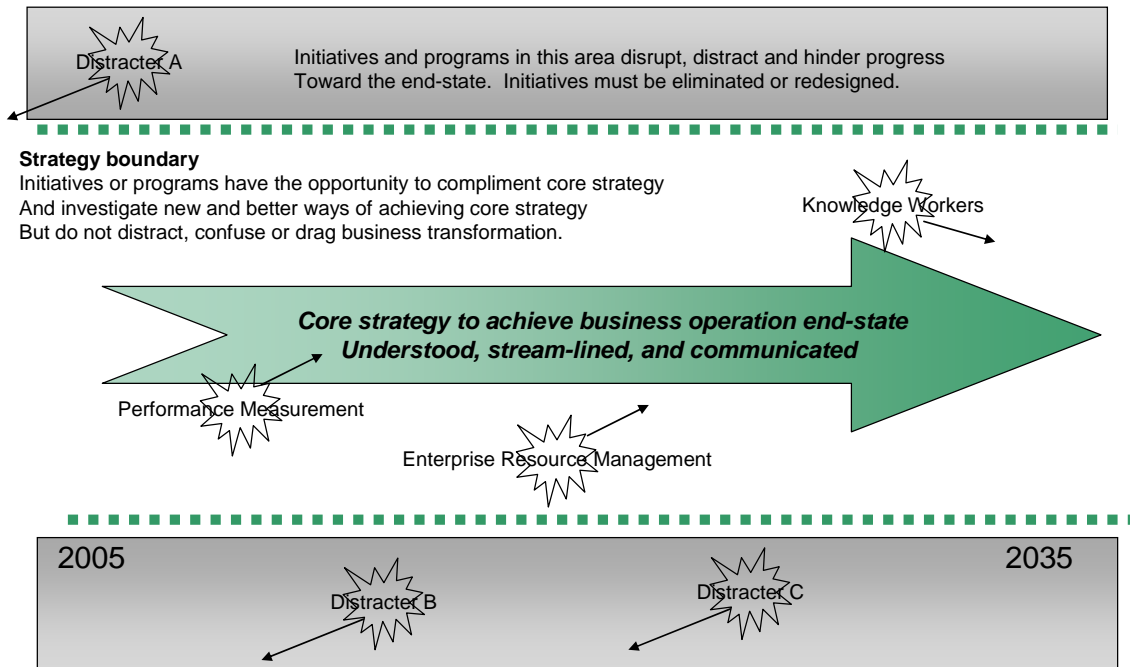 Distracter A
Initiatives and programs in this area disrupt, distract and hinder progress
Toward the end-state. Initiatives must be eliminated or redesigned.
Strategy boundary
Initiatives or programs have the opportunity to compliment core strategy
And investigate new and better ways of achieving core strategy
But do not distract, confuse or drag business transformation.
Knowledge Workers
Core strategy to achieve business operation end-state
Understood, stream-lined, and communicated
Performance Measurement
Enterprise Resource Management
2005
2035
Distracter B
Distracter C